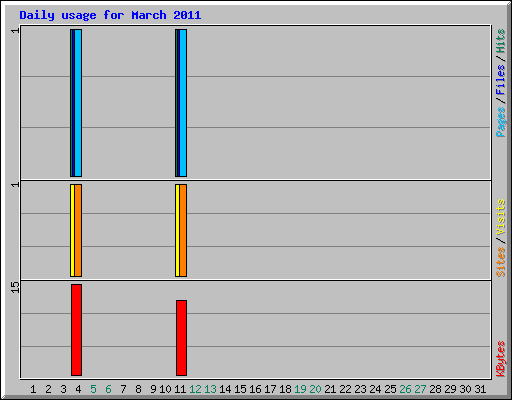 Daily usage for March 2011
1
Pages/Files/Hits
1
Sites/Visits
15
KBytes
1 2 3 4 5 6 7 8 9 10 11 12 13 14 15 16 17 18 19 20 21 22 23 24 25 26 27 28 29 30 31